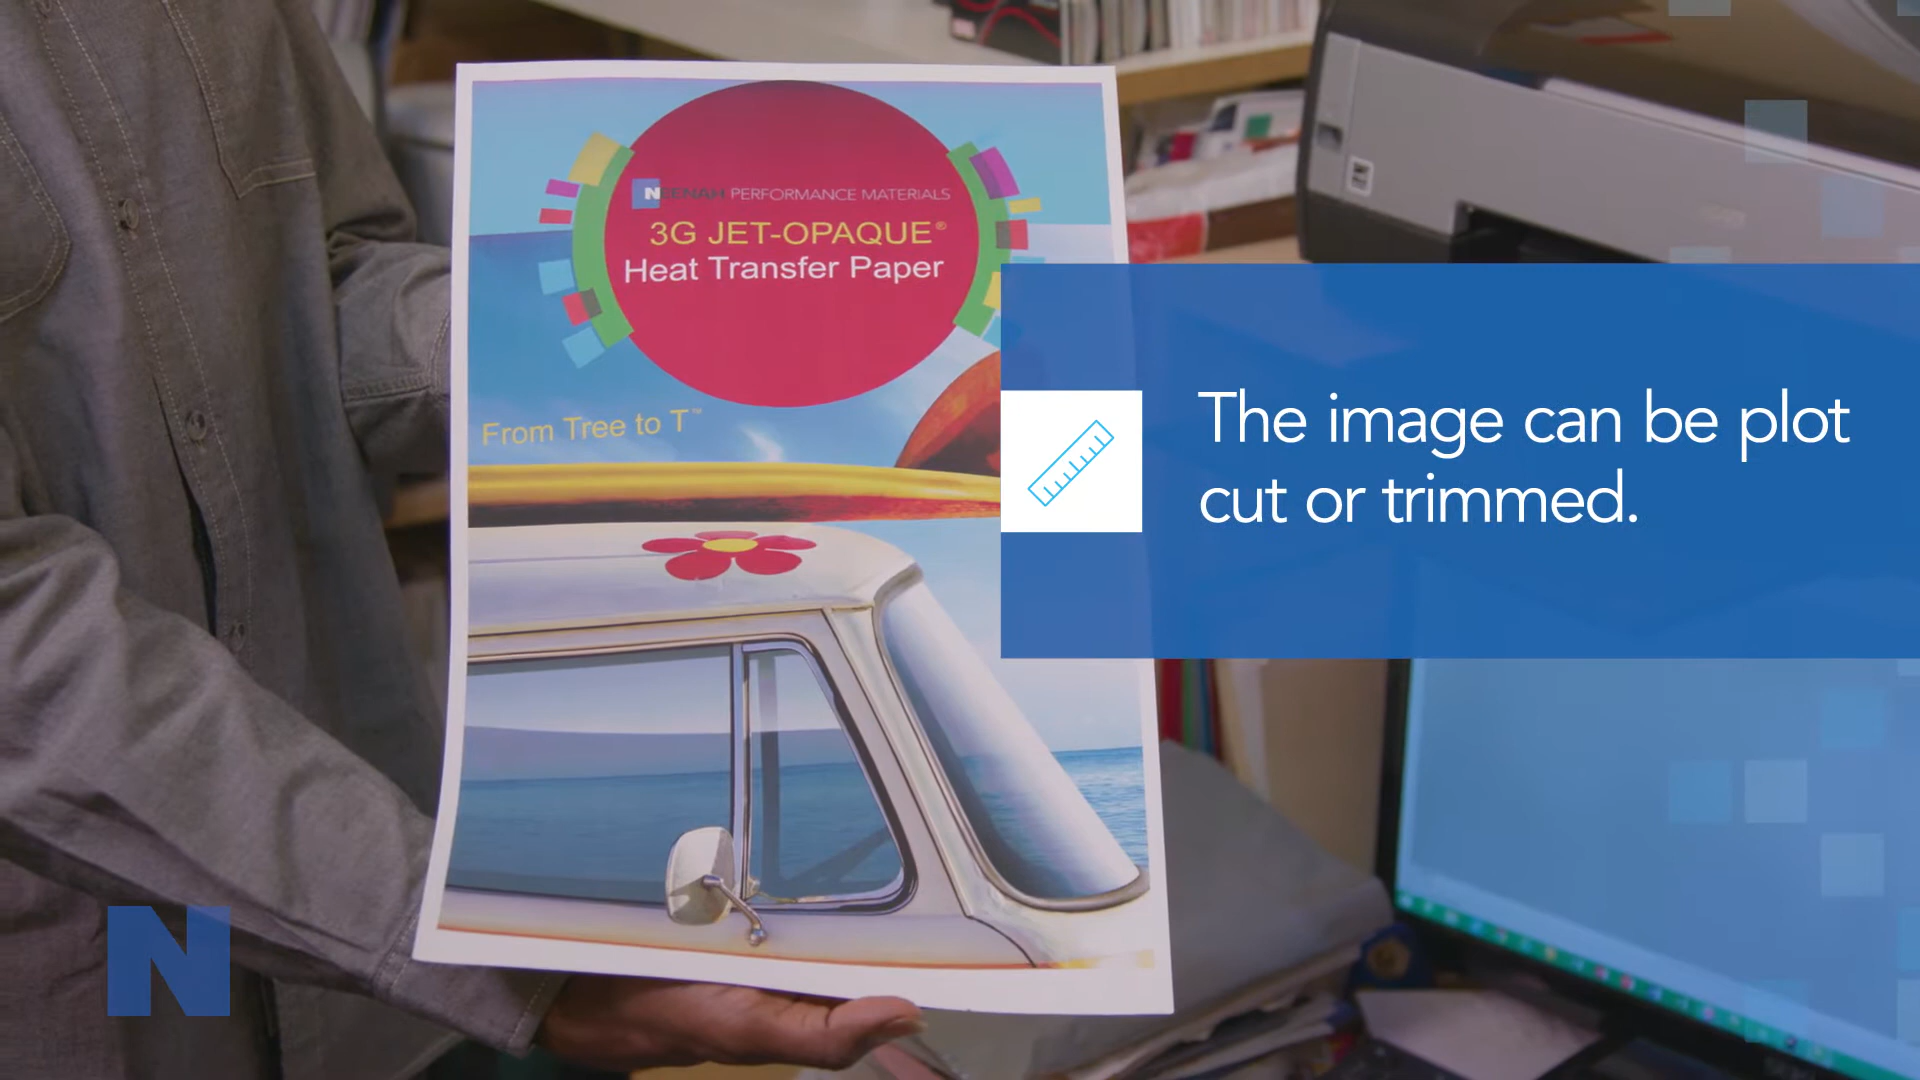 NEENAH PERFORMANCE MATERIALS
3G JET-OPAQUE®
Heat Transfer Paper
From Tree to T™
The image can be plot
cut or trimmed.
N